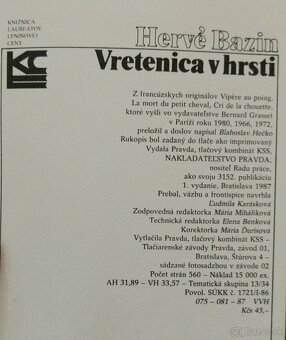 KNIŽNICA
LAUREÁTOV
LENINOVEJ
CENY
KLC
Hervé Bazin
Vretenica v hrsti
Z francúzskych originálov Vipère au poing,
La mort du petit cheval, Cri de la chouette,
ktoré vyšli vo vydavateľstve Bernard Grasset
v Paríži roku 1980, 1966, 1972,
preložil a doslov napísal Blahoslav Hečko
Rukopis bol zadaný do tlače ako imprimovaný
Vydala Pravda, tlačový kombinát KSS,
NAKLADATEĽSTVO PRAVDA,
nositeľ Radu práce,
ako svoju 3152. publikáciu
1. vydanie, Bratislava 1987
Prebal, väzbu a frontispice navrhla
Ľudmila Karásková
Zodpovedná redaktorka Mária Mihálková
Technická redaktorka Elena Benková
Korektorka Mária Ďurišová
Vytlačila Pravda, tlačový kombinát KSS –
Tlačiarenské závody Pravda, závod 01,
Bratislava, Štúrova 4 –
sádzané fotosadzbou v závode 02
Počet strán 560 – Náklad 15 000 ex.
AH 31,89 – VH 33,57 – Tematická skupina 13/34
Povol. SÚKK č. 1721/I-86
075 – 081 – 87 VVH
Kčs 45,–